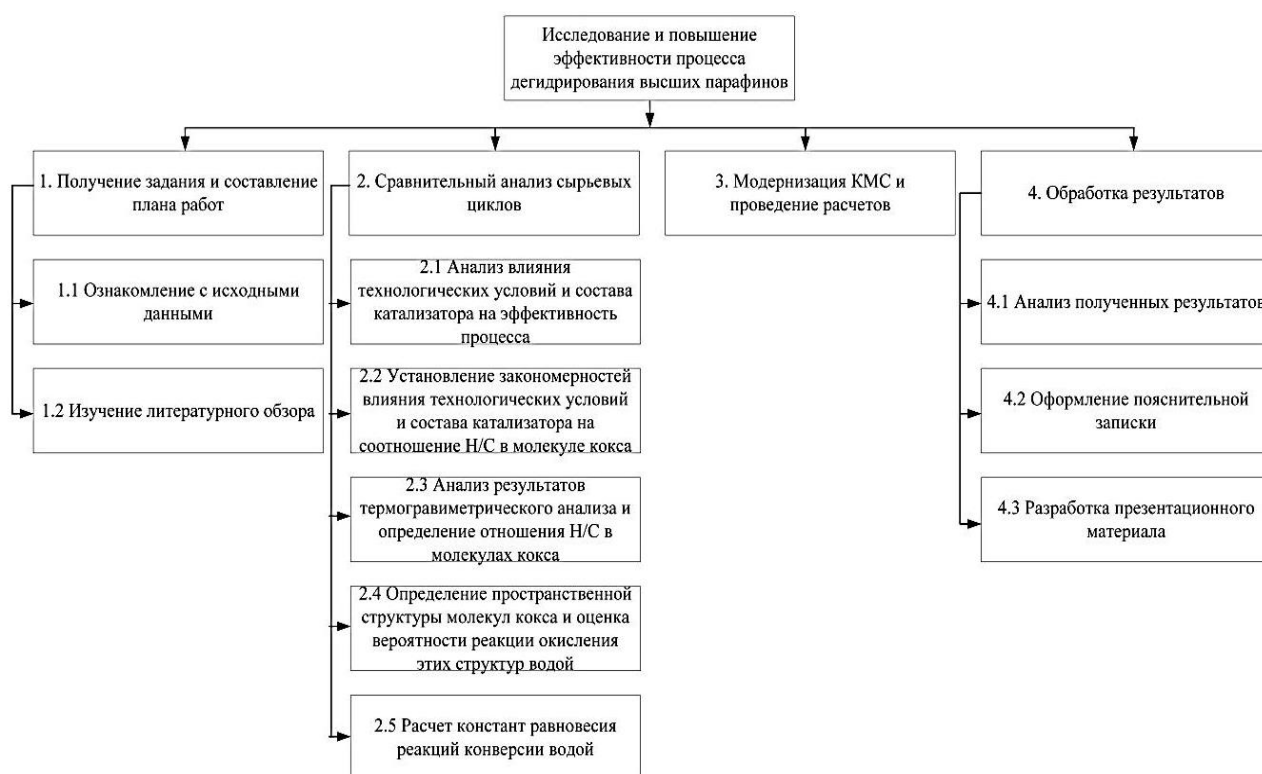 Исследование и повышение
эффективности процесса
дегидрирования высших парафинов
1. Получение задания и составление
плана работ
1.1 Ознакомление с исходными
данными
1.2 Изучение литературного обзора
2. Сравнительный анализ сырьевых
циклов
2.1 Анализ влияния
технологических условий и состава
катализатора на эффективность
процесса
2.2 Установление закономерностей
влияния технологических условий
и состава катализатора на
соотношение Н/С в молекуле кокса
2.3 Анализ результатов
термогравиметрического анализа и
определение отношения Н/С в
молекулах кокса
2.4 Определение пространственной
структуры молекул кокса и оценка
вероятности реакции окисления
этих структур водой
2.5 Расчет констант равновесия
реакций конверсии водой
3. Модернизация КМС и
проведение расчетов
4. Обработка результатов
4.1 Анализ полученных результатов
4.2 Оформление пояснительной
записки
4.3 Разработка презентационного
материала